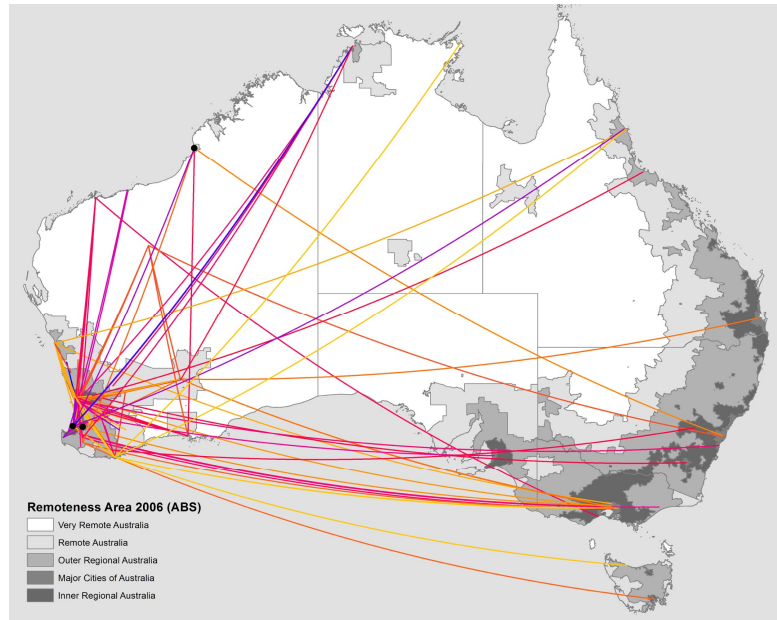 Remoteness Area 2006 (ABS)
Very Remote Australia
Remote Australia
Outer Regional Australia
Major Cities of Australia
Inner Regional Australia